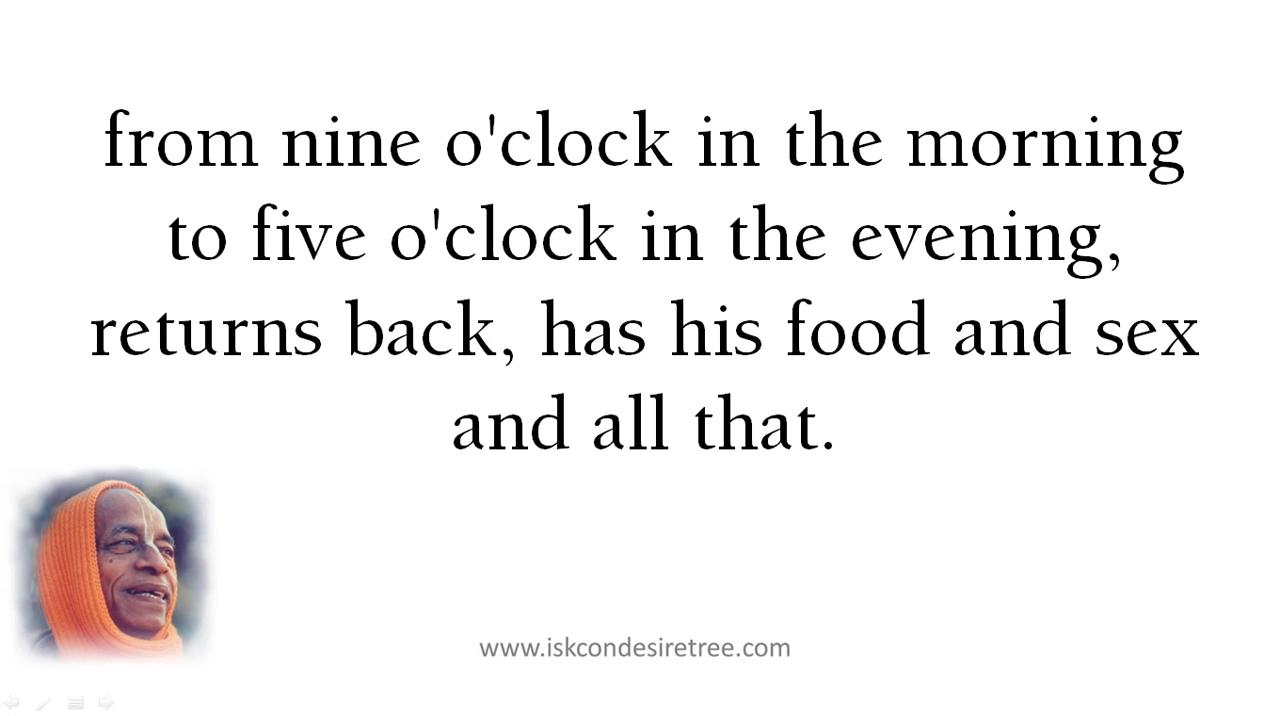 from nine o'clock in the morning
to five o'clock in the evening,
returns back, has his food and sex
and all that.
www.iskcondesiretree.com